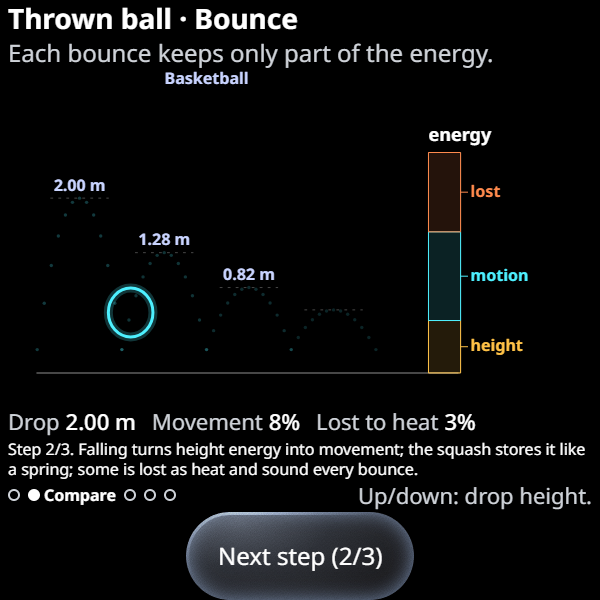 Thrown ball · Bounce
Each bounce keeps only part of the energy.
Basketball
energy
2.00 m
lost
1.28 m
0.82 m
motion
height
Drop 2.00 m Movement 8% Lost to heat 3%
Step 2/3. Falling turns height energy into movement; the squash stores it like
a spring; some is lost as heat and sound every bounce.
Compare
Up/down: drop height.
Next step (2/3)